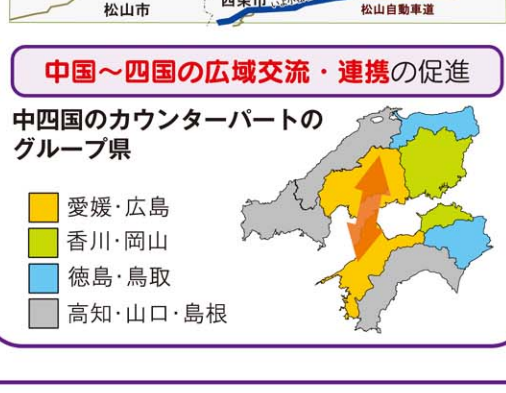 松山市
西条市
松山自動車道
中国～四国の広域交流・連携の促進
中四国のカウンターパートの
グループ県
愛媛・広島
香川・岡山
徳島・鳥取
高知・山口・島根